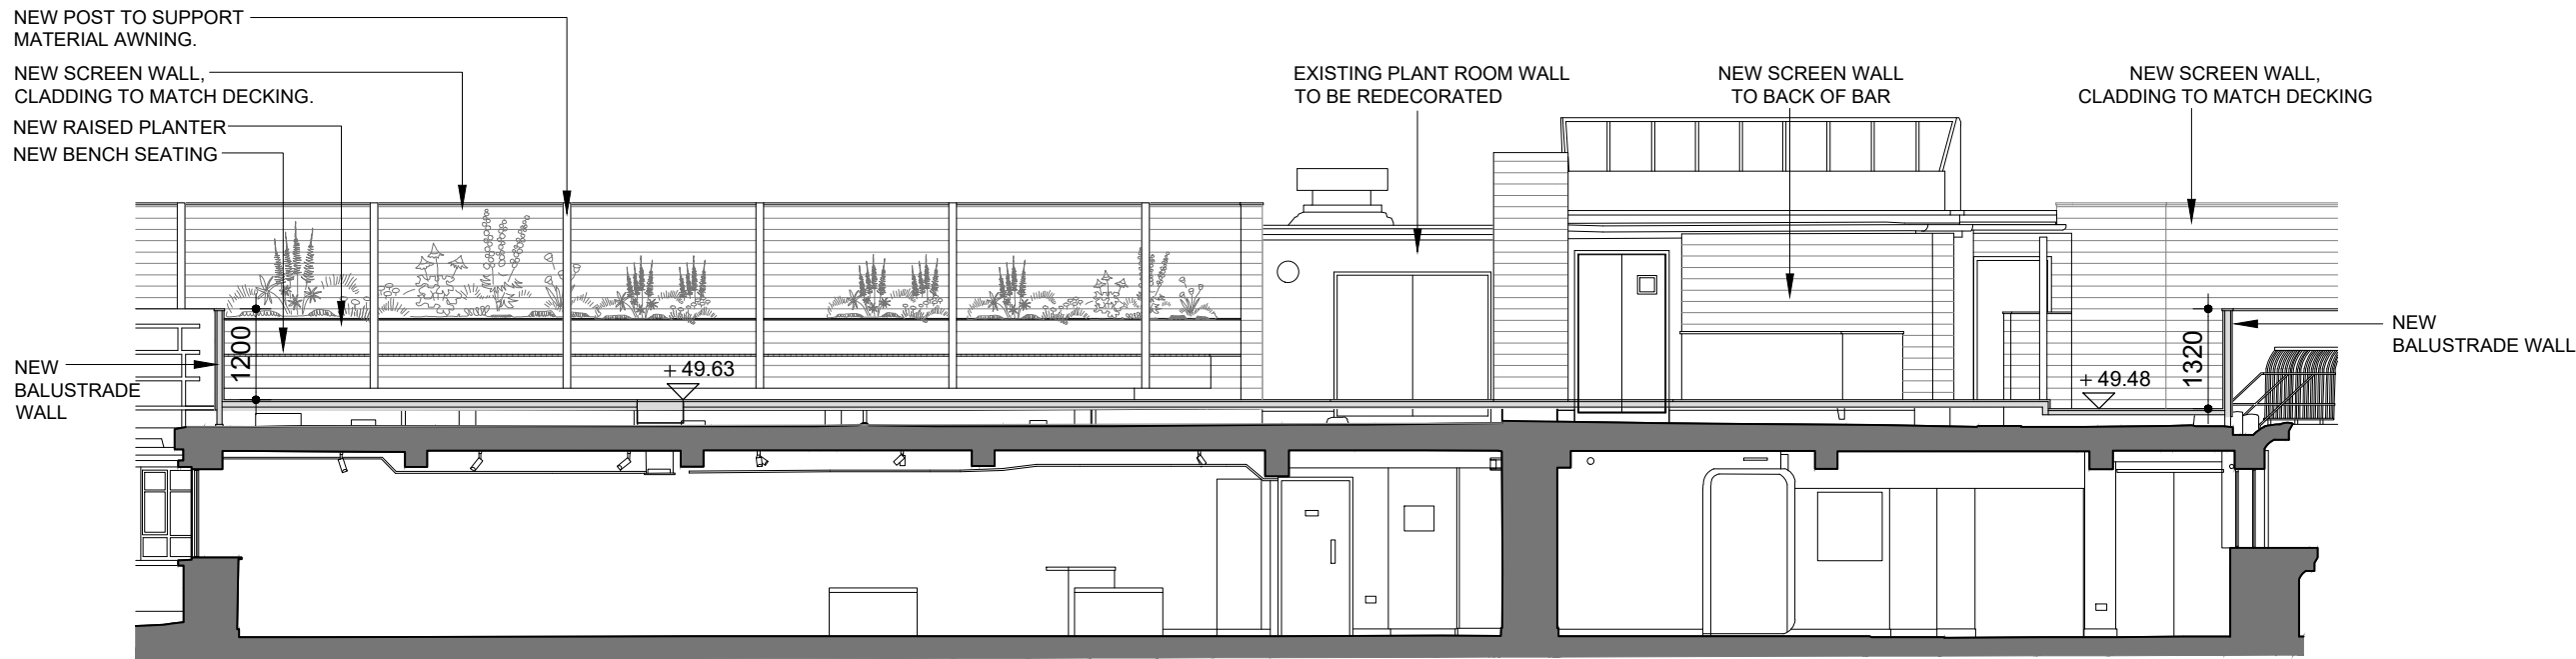 NEW POST TO SUPPORT
MATERIAL AWNING.
NEW SCREEN WALL,
CLADDING TO MATCH DECKING.
NEW RAISED PLANTER
NEW BENCH SEATING
EXISTING PLANT ROOM WALL
TO BE REDECORATED
NEW SCREEN WALL
TO BACK OF BAR
NEW SCREEN WALL,
CLADDING TO MATCH DECKING
NEW
BALUSTRADE
WALL
1200
+ 49.63
+ 49.48
1320
NEW
BALUSTRADE WALL